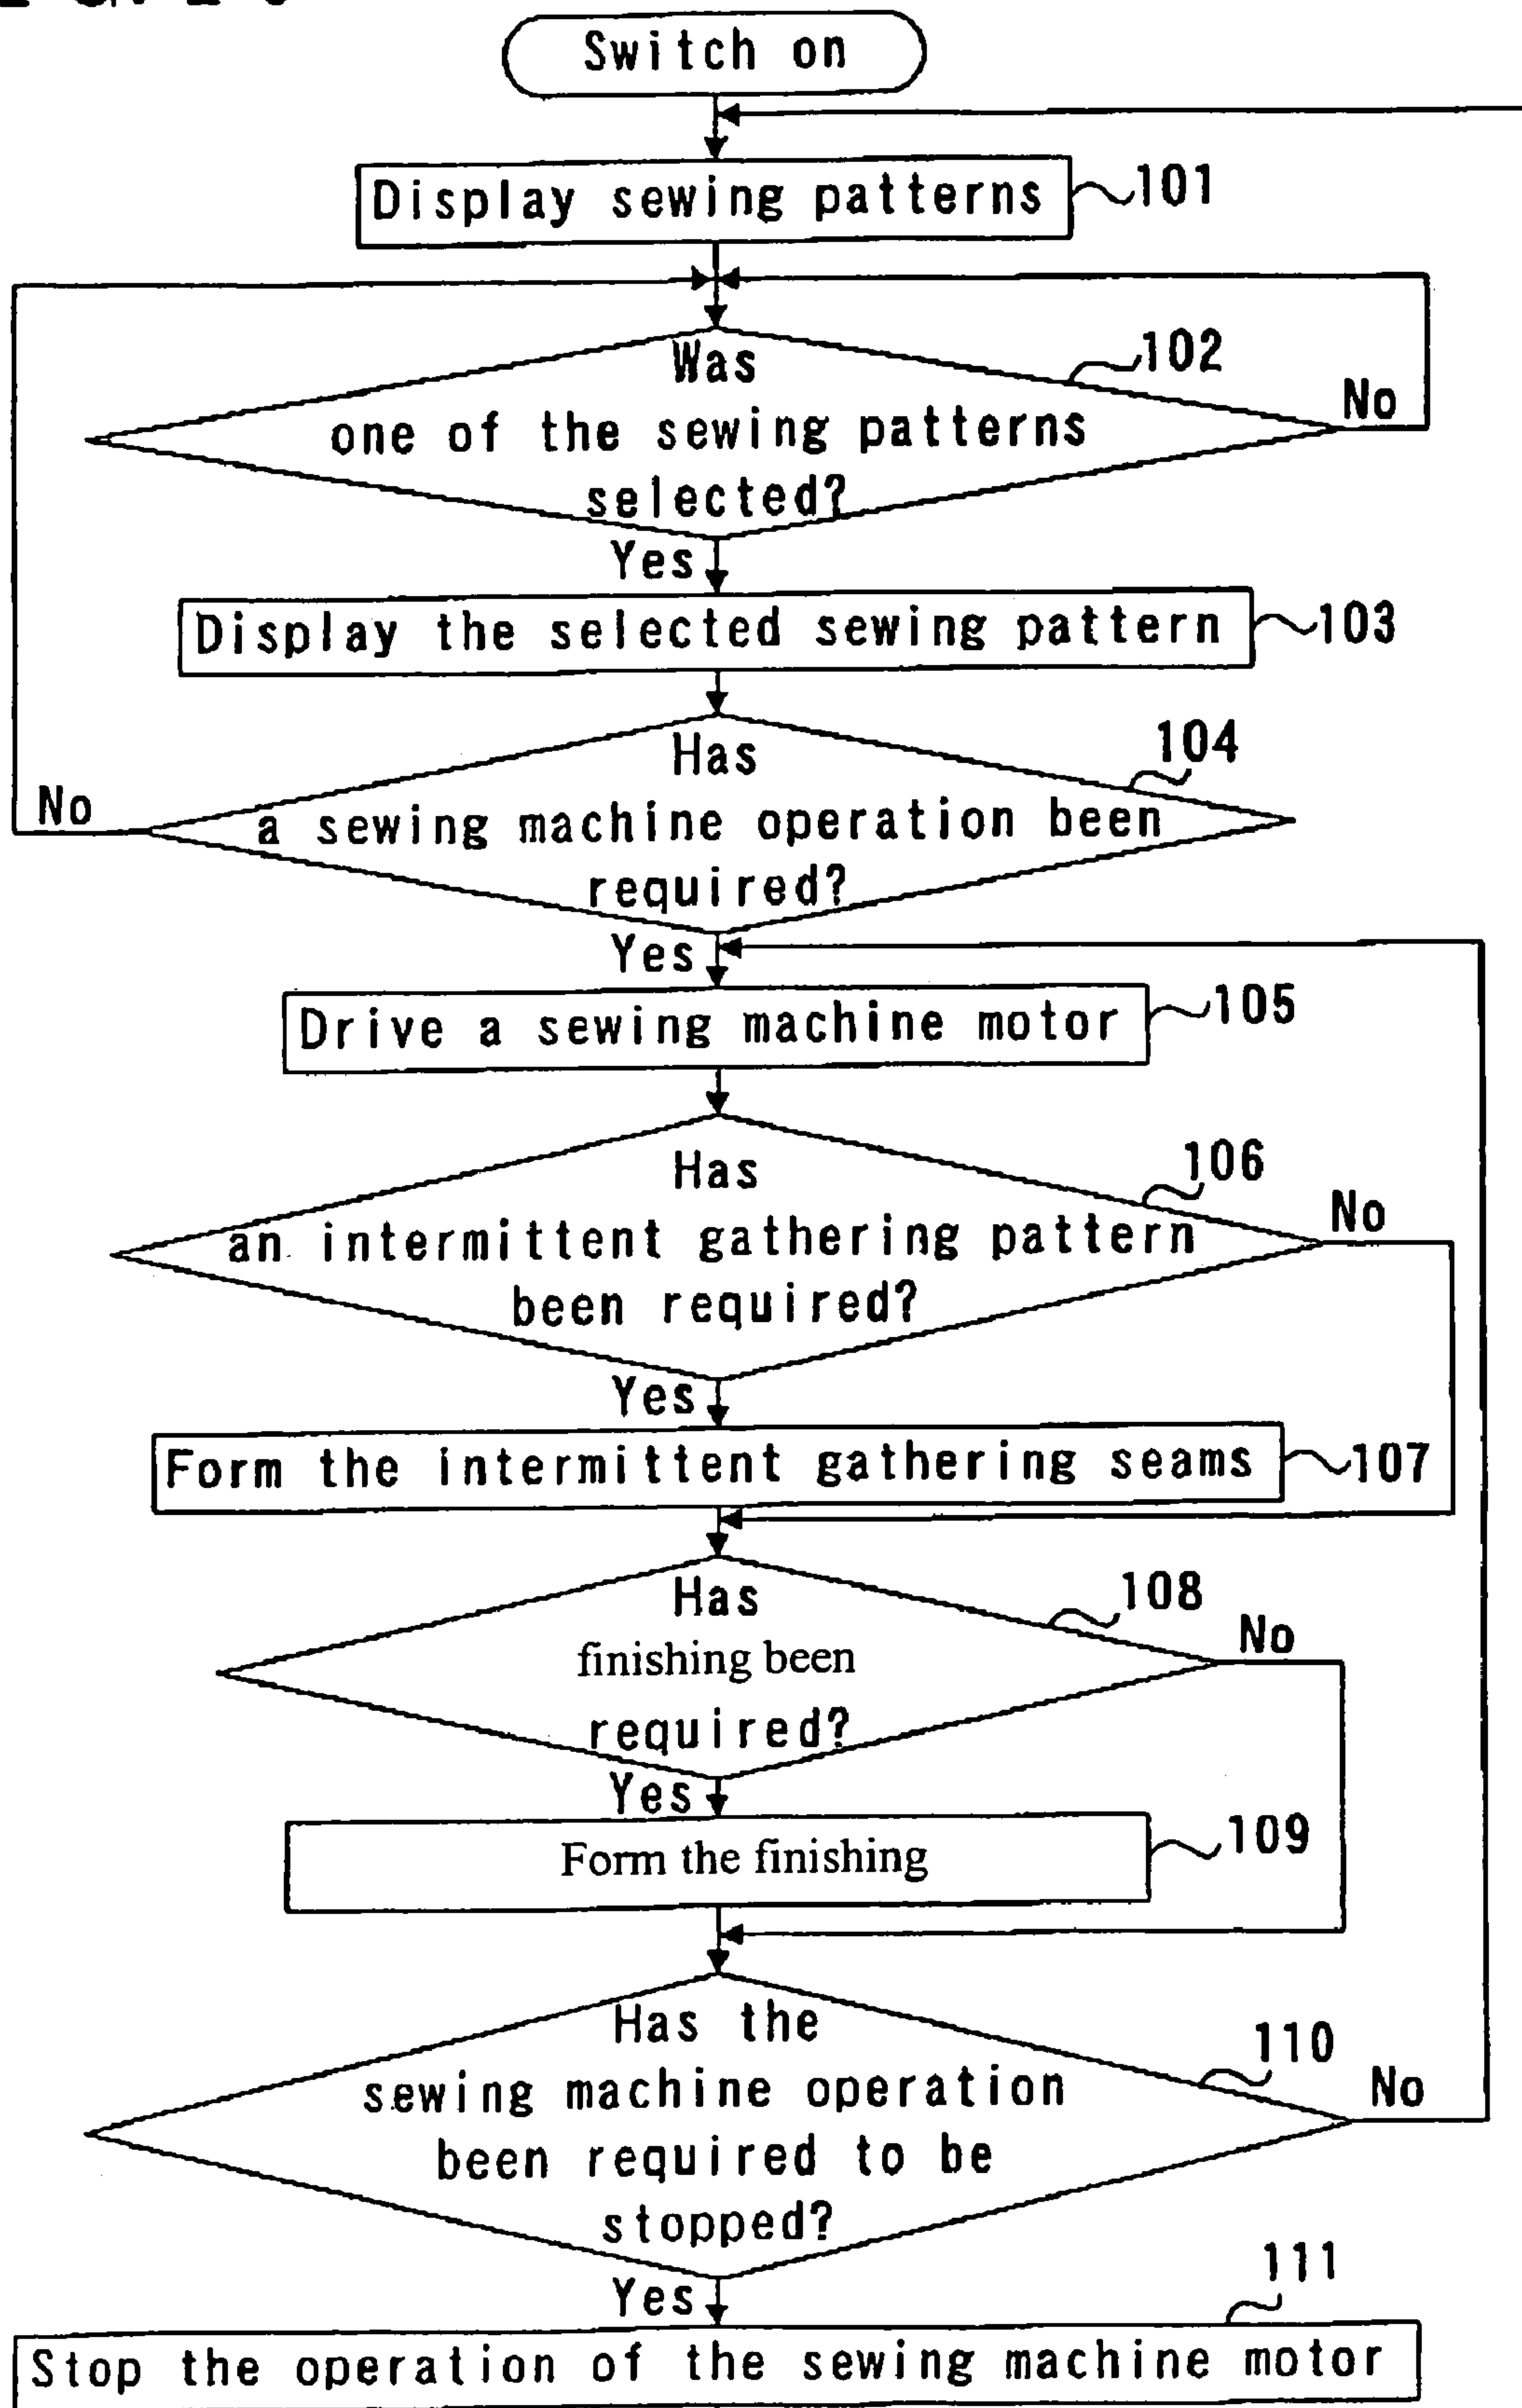 Switch on
Display sewing patterns
101
Was
102
one of the sewing patterns
No
selected?
Yes
Display the selected sewing pattern
103
Has
104
No
a sewing machine operation been
required?
Yes
Drive a sewing machine motor
105
Has
106
an intermittent gathering pattern
No
been required?
Yes
Form the intermittent gathering seams
107
Has
108
No
finishing been
required?
Yes
Form the finishing
109
Has the
110
sewing machine operation
No
been required to be
stopped?
Yes
111
Stop the operation of the sewing machine motor